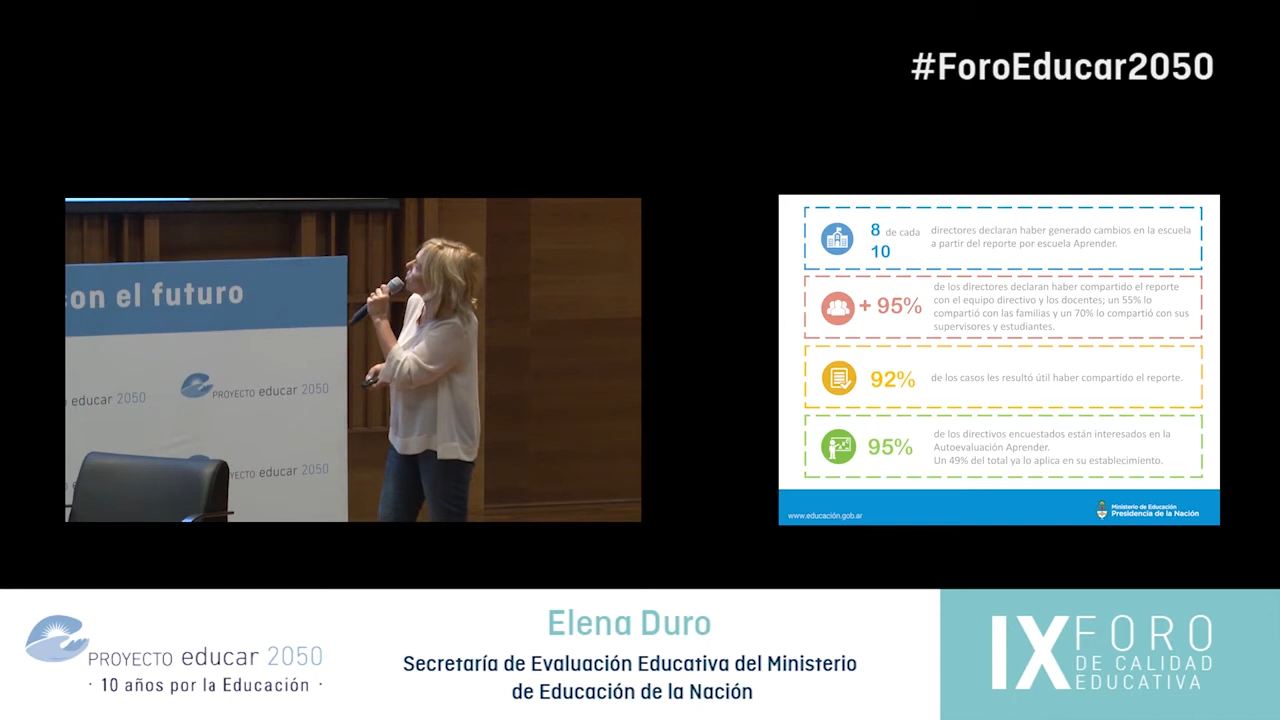 #ForoEducar2050
con el futuro
educar 2050
PROYECTO educar 2050
PROYECTO educar 2050
8 de cada
10
directores declaran haber generado cambios en la escuela
a partir del reporte por escuela Aprender.
+ 95%
de los directores declaran haber compartido el reporte
con el equipo directivo y los docentes; un 55% lo
compartió con las familias y un 70% lo compartió con sus
supervisores y estudiantes.
92%
de los casos les resultó útil haber compartido el reporte.
95%
de los directivos encuestados están interesados en la
Autoevaluación Aprender.
Un 49% del total ya lo aplica en su establecimiento.
www.educación.gob.ar
Ministerio de Educación
Presidencia de la Nación
PROYECTO educar 2050
· 10 años por la Educación ·
Elena Duro
Secretaría de Evaluación Educativa del Ministerio
de Educación de la Nación
IX FORO
DE CALIDAD
EDUCATIVA